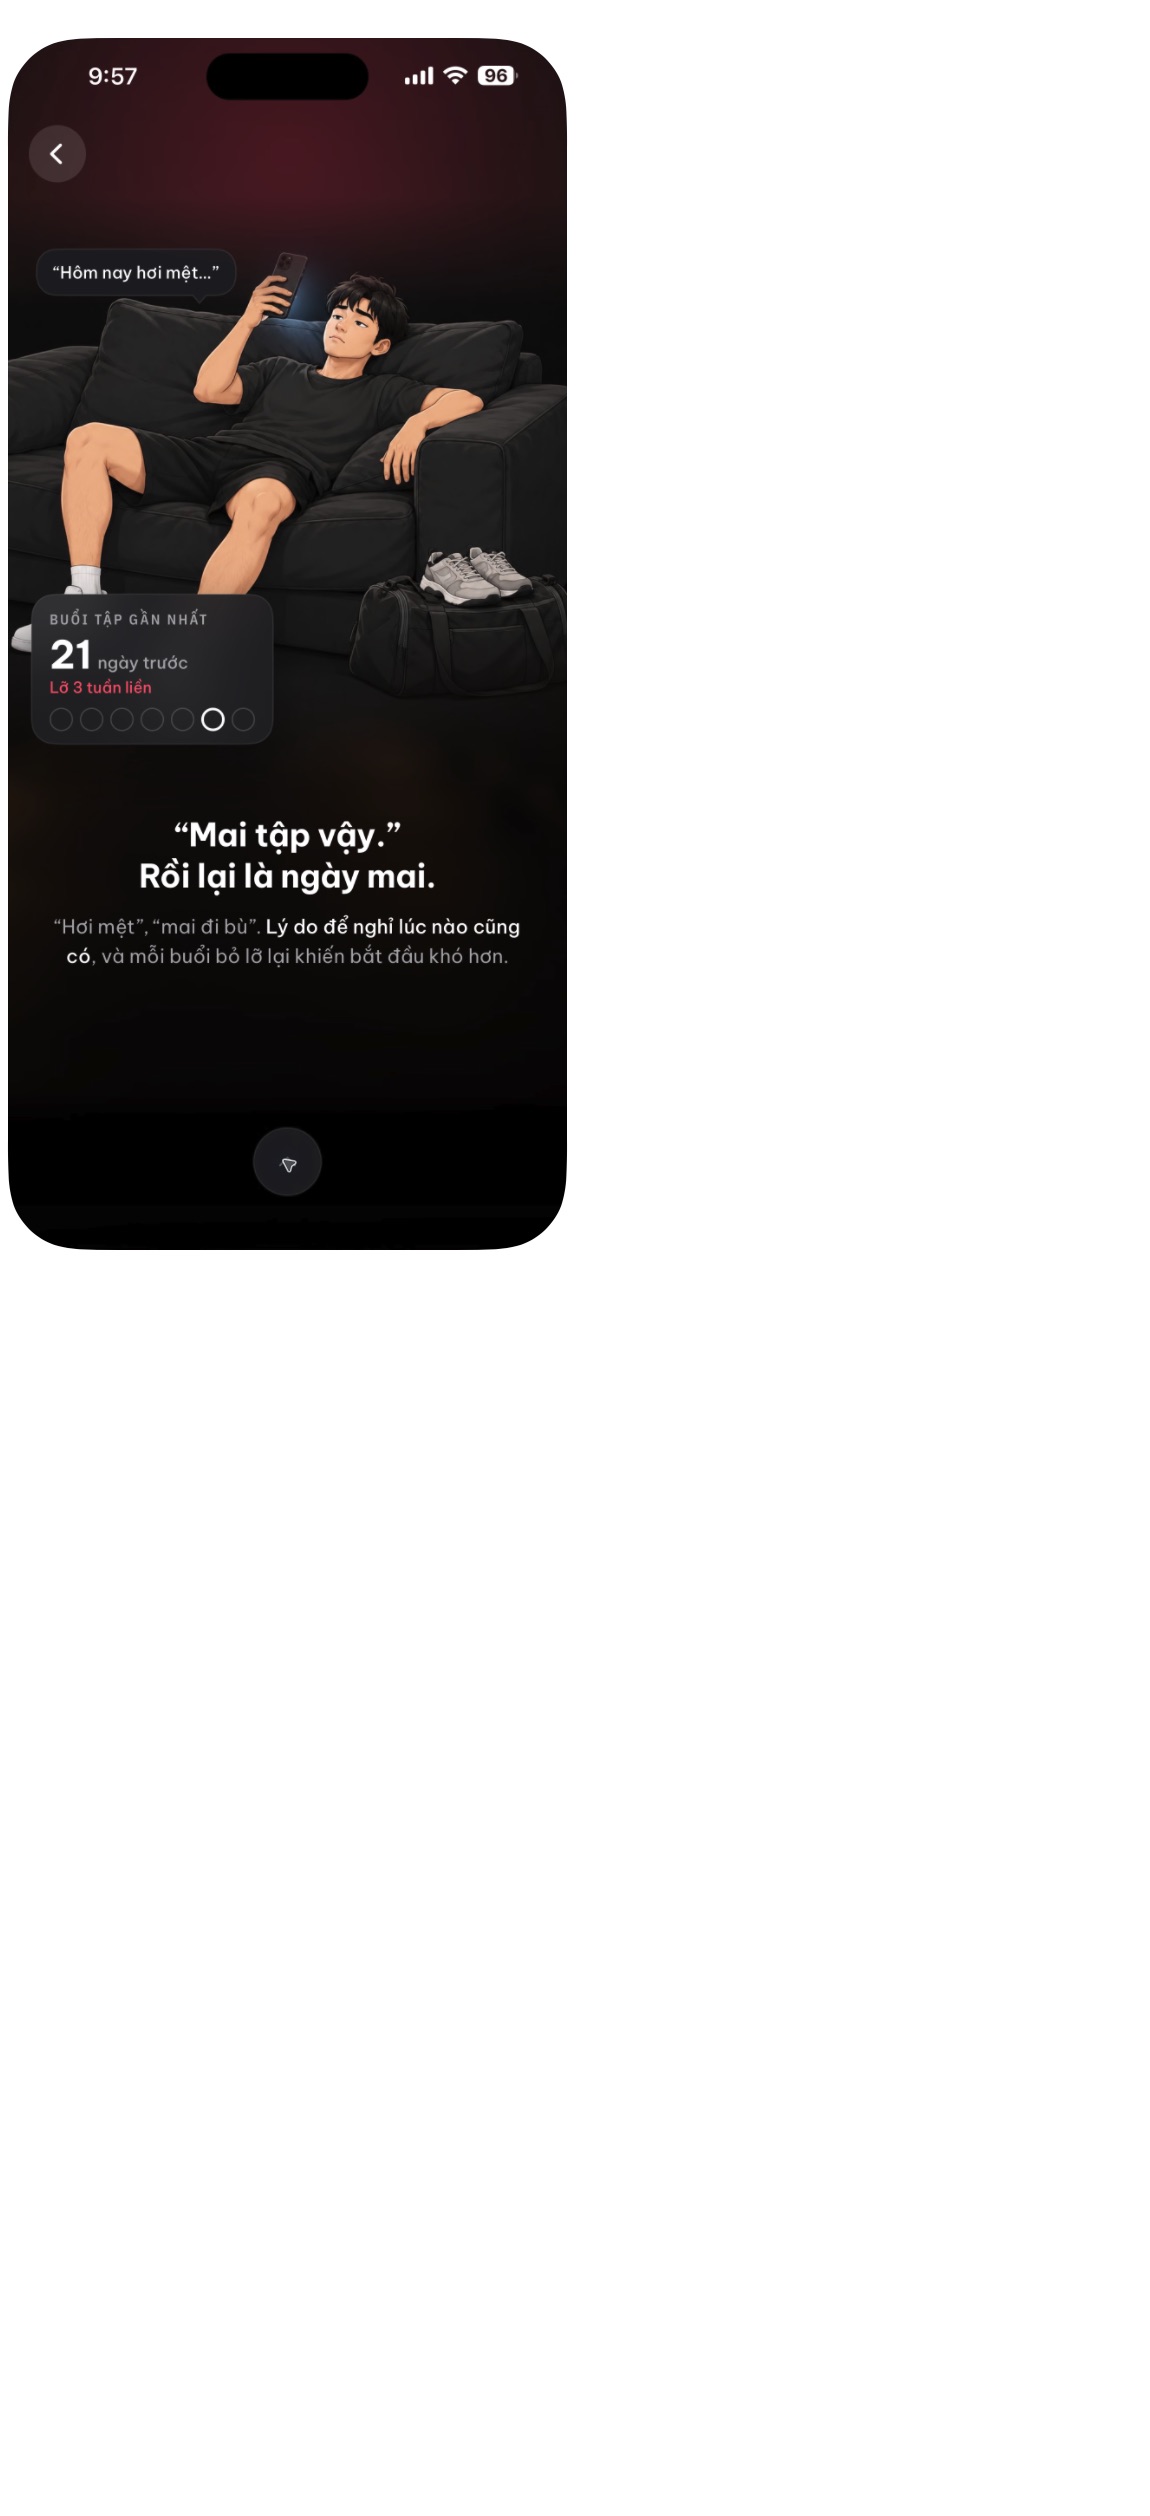 9:57
96
“Hôm nay hơi mệt...”
BUỔI TẬP GẦN NHẤT
21 ngày trước
Lỡ 3 tuần liền
“Mai tập vậy.”
Rồi lại là ngày mai.
“Hơi mệt”, “mai đi bù”. Lý do để nghỉ lúc nào cũng
có, và mỗi buổi bỏ lỡ lại khiến bắt đầu khó hơn.